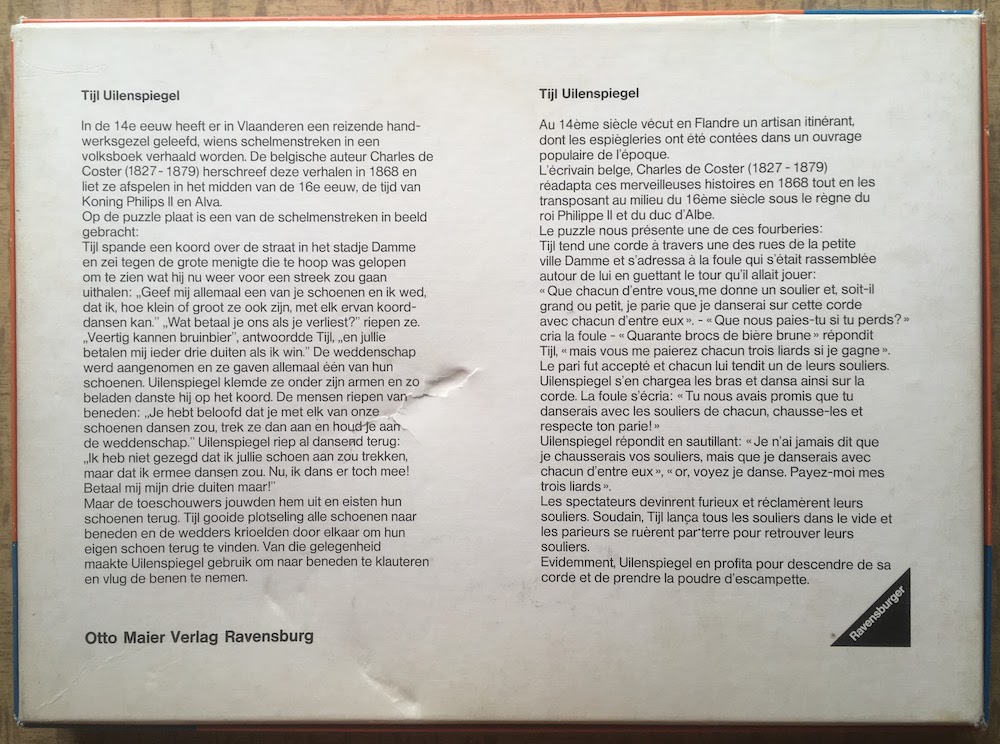 Tijl Uilenspiegel
In de 14e eeuw heeft er in Vlaanderen een reizende hand-
werksgezel geleefd, wiens schelmenstreken in een
volksboek verhaald worden. De belgische auteur Charles de
Coster (1827 - 1879) herschreef deze verhalen in 1868 en
liet ze afspelen in het midden van de 16e eeuw, de tijd van
Koning Philips II en Alva.
Op de puzzle plaat is een van de schelmenstreken in beeld
gebracht:
Tijl spande een koord over de straat in het stadje Damme
en zei tegen de grote menigte die te hoop was gelopen
om te zien wat hij nu weer voor een streek zou gaan
uithalen: „Geef mij allemaal een van je schoenen en ik wed,
dat ik, hoe klein of groot ze ook zijn, met elk ervan koord-
dansen kan.” „Wat betaal je ons als je verliest?” riepen ze.
„Veertig kannen bruinbier”, antwoordde Tijl, „en jullie
betalen mij ieder drie duiten als ik win.” De weddenschap
werd aangenomen en ze gaven allemaal èèn van hun
schoenen. Uilenspiegel klemde ze onder zijn armen en zo
beladen danste hij op het koord. De mensen riepen van
beneden: „Je hebt beloofd dat je met elk van onze
schoenen dansen zou, trek ze dan aan en houd je aan
de weddenschap.” Uilenspiegel riep al dansend terug:
„Ik heb niet gezegd dat ik jullie schoen aan zou trekken,
maar dat ik ermee dansen zou. Nu, ik dans er toch mee!
Betaal mij mijn drie duiten maar!”
Maar de toeschouwers jouwden hem uit en eisten hun
schoenen terug. Tijl gooide plotseling alle schoenen naar
beneden en de wedders krioelden door elkaar om hun
eigen schoen terug te vinden. Van die gelegenheid
maakte Uilenspiegel gebruik om naar beneden te klauteren
en vlug de benen te nemen.
Otto Maier Verlag Ravensburg
Tijl Uilenspiegel
Au 14ème siècle vécut en Flandre un artisan itinérant,
dont les espiègleries ont été contées dans un ouvrage
populaire de l'époque.
L'écrivain belge, Charles de Coster (1827 - 1879)
réadapta ces merveilleuses histoires en 1868 tout en les
transposant au milieu du 16ème siècle sous le règne du
roi Philippe II et du duc d'Albe.
Le puzzle nous présente une de ces fourberies:
Tijl tend une corde à travers une des rues de la petite
ville Damme et s'adressa à la foule qui s'était rassemblée
autour de lui en guettant le tour qu'il allait jouer:
« Que chacun d'entre vous me donne un soulier et, soit-il
grand ou petit, je parie que je danserai sur cette corde
avec chacun d'entre eux ». - « Que nous paies-tu si tu perds? »
cria la foule - « Quarante brocs de bière brune » répondit
Tijl, « mais vous me paierez chacun trois liards si je gagne ».
Le pari fut accepté et chacun lui tendit un de leurs souliers.
Uilenspiegel s'en chargea les bras et dansa ainsi sur la
corde. La foule s'écria: « Tu nous avais promis que tu
danserais avec les souliers de chacun, chausse-les et
respecte ton parie! »
Uilenspiegel répondit en sautillant: « Je n'ai jamais dit que
je chausserais vos souliers, mais que je danserais avec
chacun d'entre eux », « or, voyez je danse. Payez-moi mes
trois liards ».
Les spectateurs devinrent furieux et réclamèrent leurs
souliers. Soudain, Tijl lança tous les souliers dans le vide et
les parieurs se ruèrent par terre pour retrouver leurs
souliers.
Evidemment, Uilenspiegel en profita pour descendre de sa
corde et de prendre la poudre d'escampette.
Ravensburger